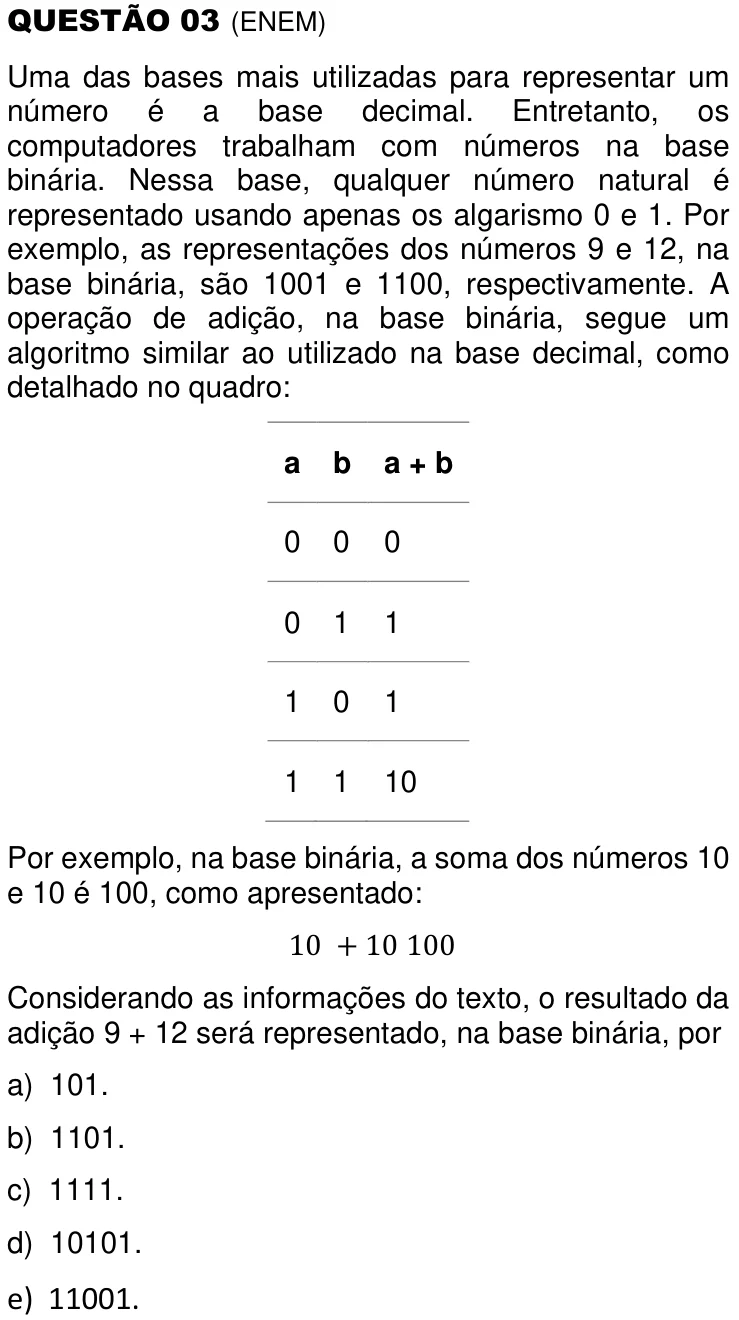 QUESTÃO 03 (ENEM)
Uma das bases mais utilizadas para representar um
número é a base decimal. Entretanto, os
computadores trabalham com números na base
binária. Nessa base, qualquer número natural é
representado usando apenas os algarismo 0 e 1. Por
exemplo, as representações dos números 9 e 12, na
base binária, são 1001 e 1100, respectivamente. A
operação de adição, na base binária, segue um
algoritmo similar ao utilizado na base decimal, como
detalhado no quadro:
a b a + b
0 0 0
0 1 1
1 0 1
1 1 10
Por exemplo, na base binária, a soma dos números 10
e 10 é 100, como apresentado:
10 + 10 100
Considerando as informações do texto, o resultado da
adição 9 + 12 será representado, na base binária, por
a) 101.
b) 1101.
c) 1111.
d) 10101.
e) 11001.